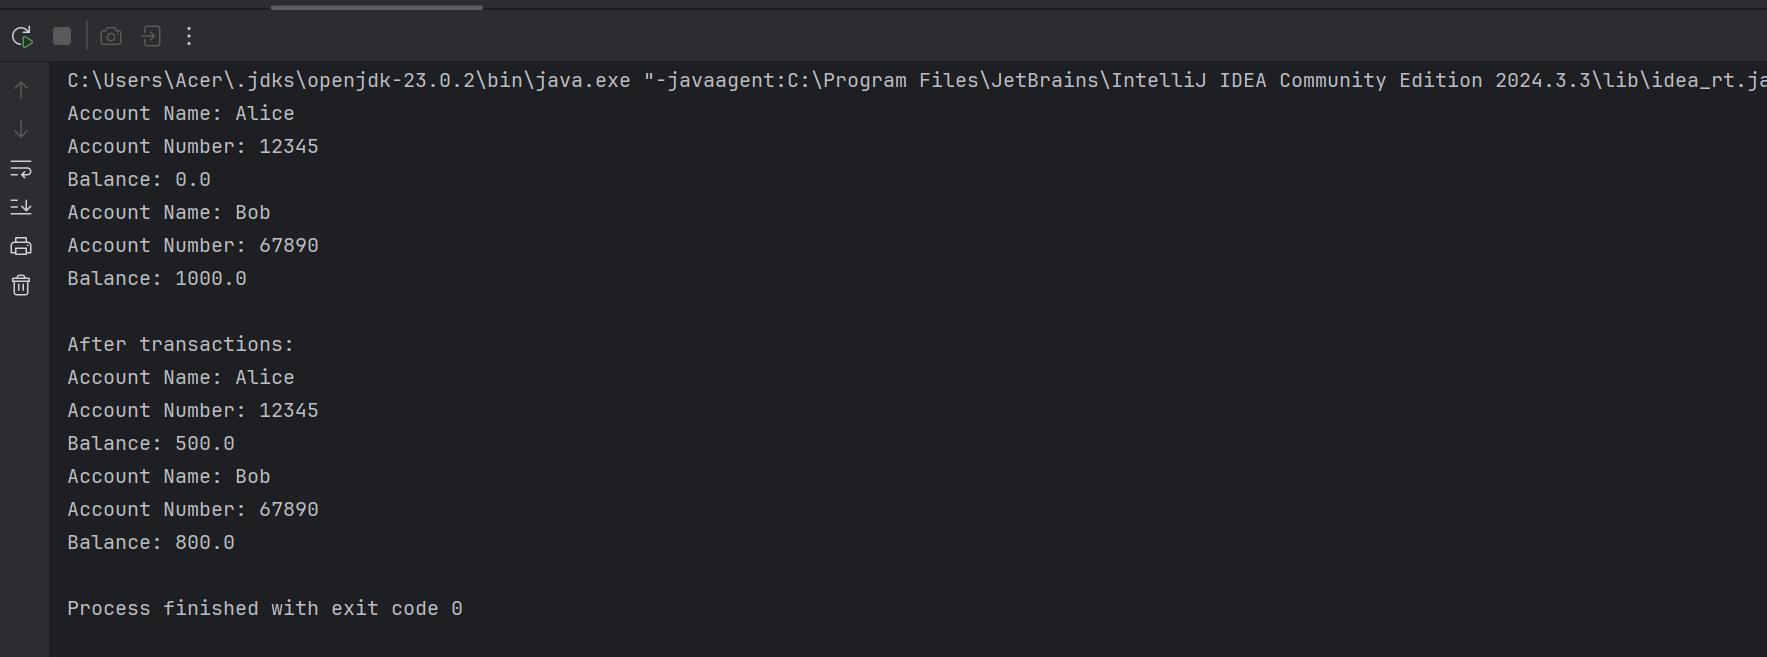 C:\Users\Acer\.jdks\openjdk-23.0.2\bin\java.exe "-javaagent:C:\Program Files\JetBrains\IntelliJ IDEA Community Edition 2024.3.3\lib\idea_rt.ja
Account Name: Alice
Account Number: 12345
Balance: 0.0
Account Name: Bob
Account Number: 67890
Balance: 1000.0
After transactions:
Account Name: Alice
Account Number: 12345
Balance: 500.0
Account Name: Bob
Account Number: 67890
Balance: 800.0
Process finished with exit code 0